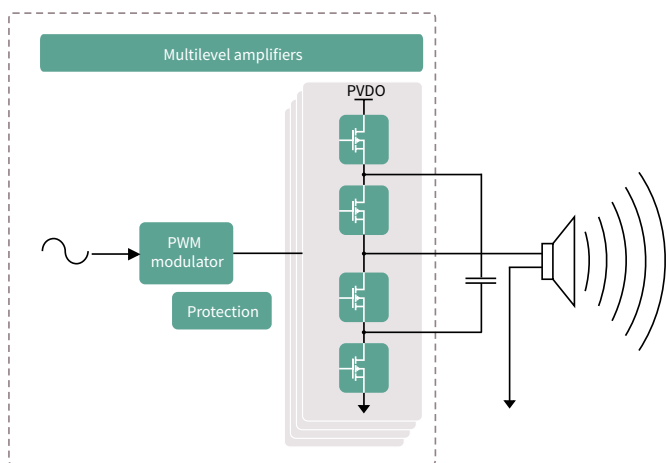 Multilevel amplifiers
PVDO
PWM
modulator
Protection